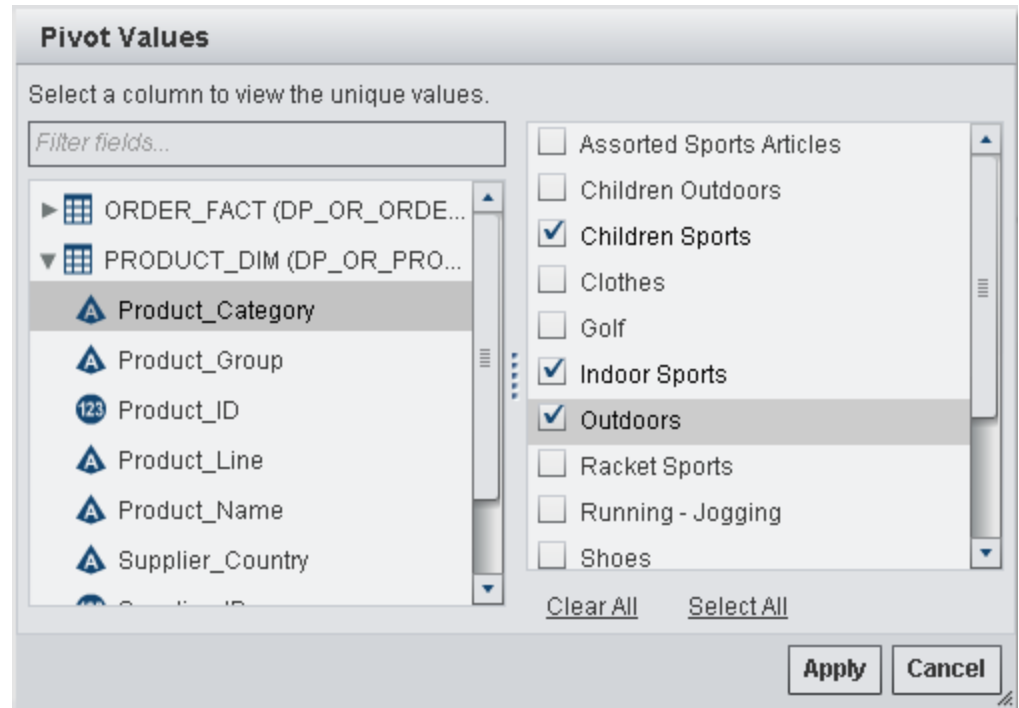 Pivot Values
Select a column to view the unique values.
Filter fields...
ORDER_FACT (DP_OR_ORDE...
PRODUCT_DIM (DP_OR_PRO...
A Product_Category
A Product_Group
123 Product_ID
A Product_Line
A Product_Name
A Supplier_Country
Assorted Sports Articles
Children Outdoors
Children Sports
Clothes
Golf
Indoor Sports
Outdoors
Racket Sports
Running - Jogging
Shoes
Clear All Select All
Apply Cancel